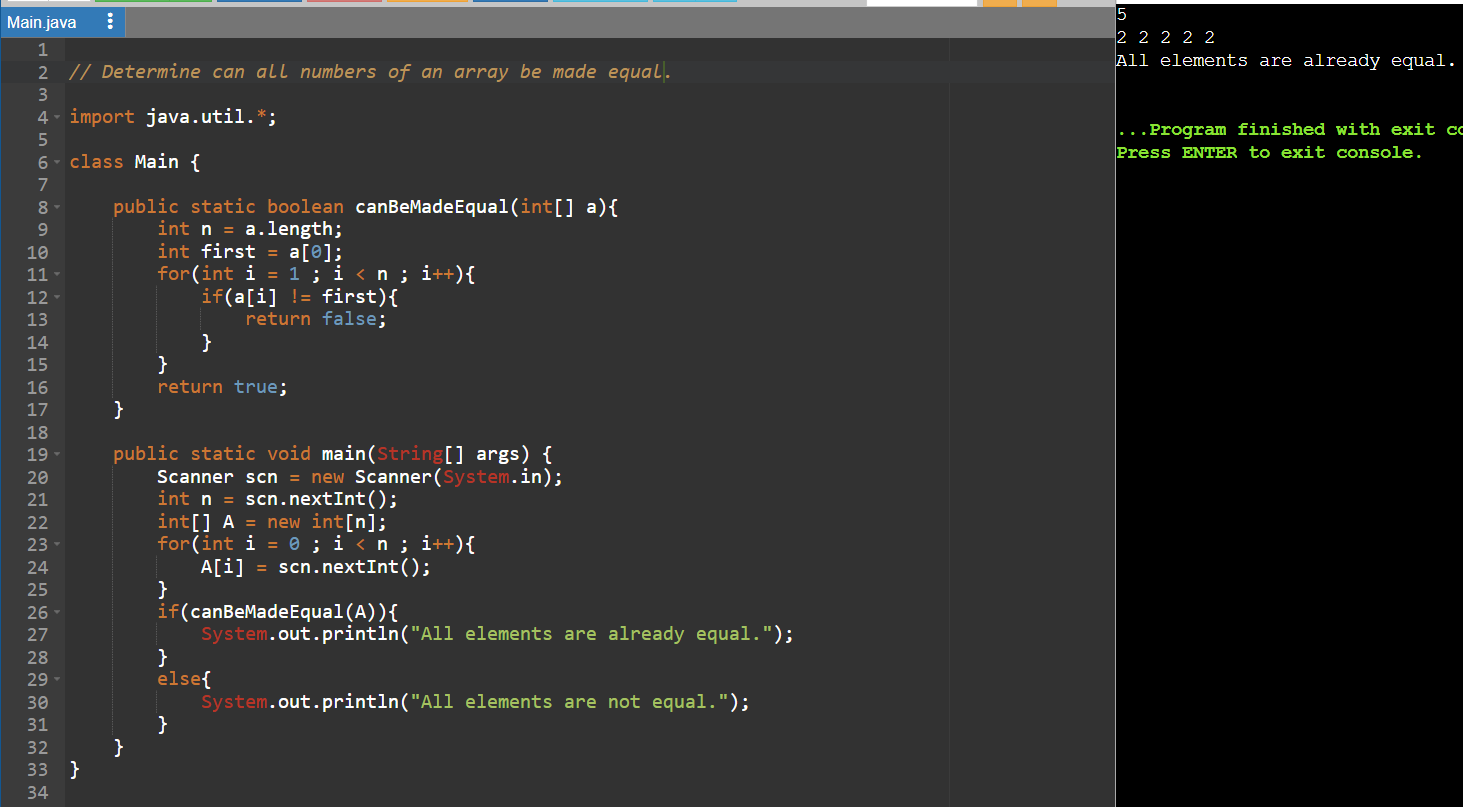 Main.java
1
2 // Determine can all numbers of an array be made equal.
3
4 import java.util.*;
5
6 class Main {
7
8     public static boolean canBeMadeEqual(int[] a){
9         int n = a.length;
10         int first = a[0];
11         for(int i = 1 ; i < n ; i++){
12             if(a[i] != first){
13                 return false;
14             }
15         }
16         return true;
17     }
18
19     public static void main(String[] args) {
20         Scanner scn = new Scanner(System.in);
21         int n = scn.nextInt();
22         int[] A = new int[n];
23         for(int i = 0 ; i < n ; i++){
24             A[i] = scn.nextInt();
25         }
26         if(canBeMadeEqual(A)){
27             System.out.println("All elements are already equal.");
28         }
29         else{
30             System.out.println("All elements are not equal.");
31         }
32     }
33 }
34
5
2 2 2 2 2
All elements are already equal.
...Program finished with exit co
Press ENTER to exit console.